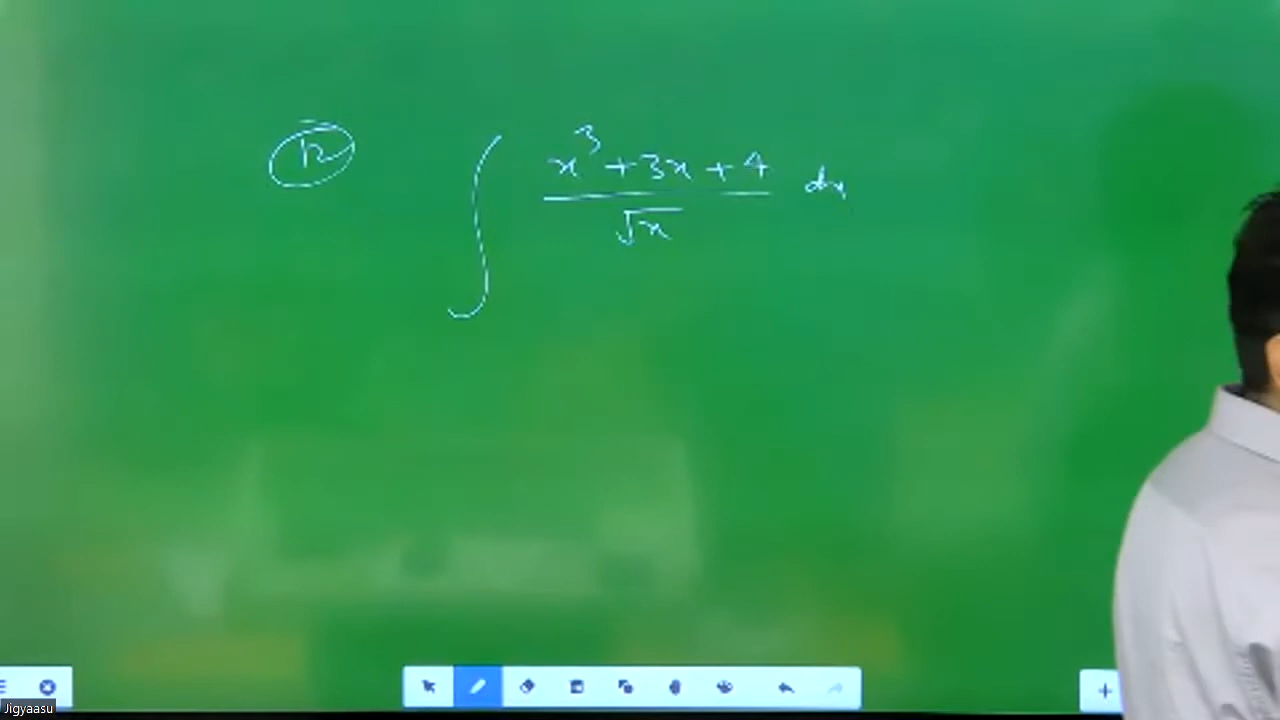 12
∫ (x³ + 3x + 4) / √x dx
Jigyaasu